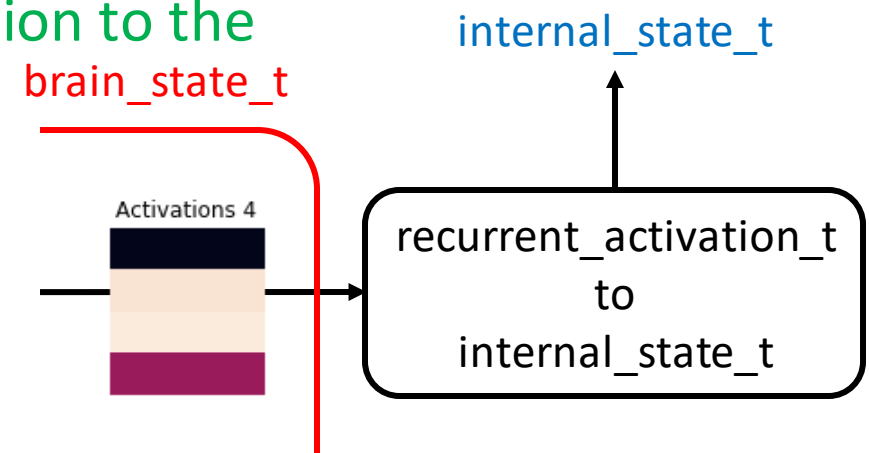 ion to the
internal_state_t
brain_state_t
Activations 4
recurrent_activation_t
to
internal_state_t